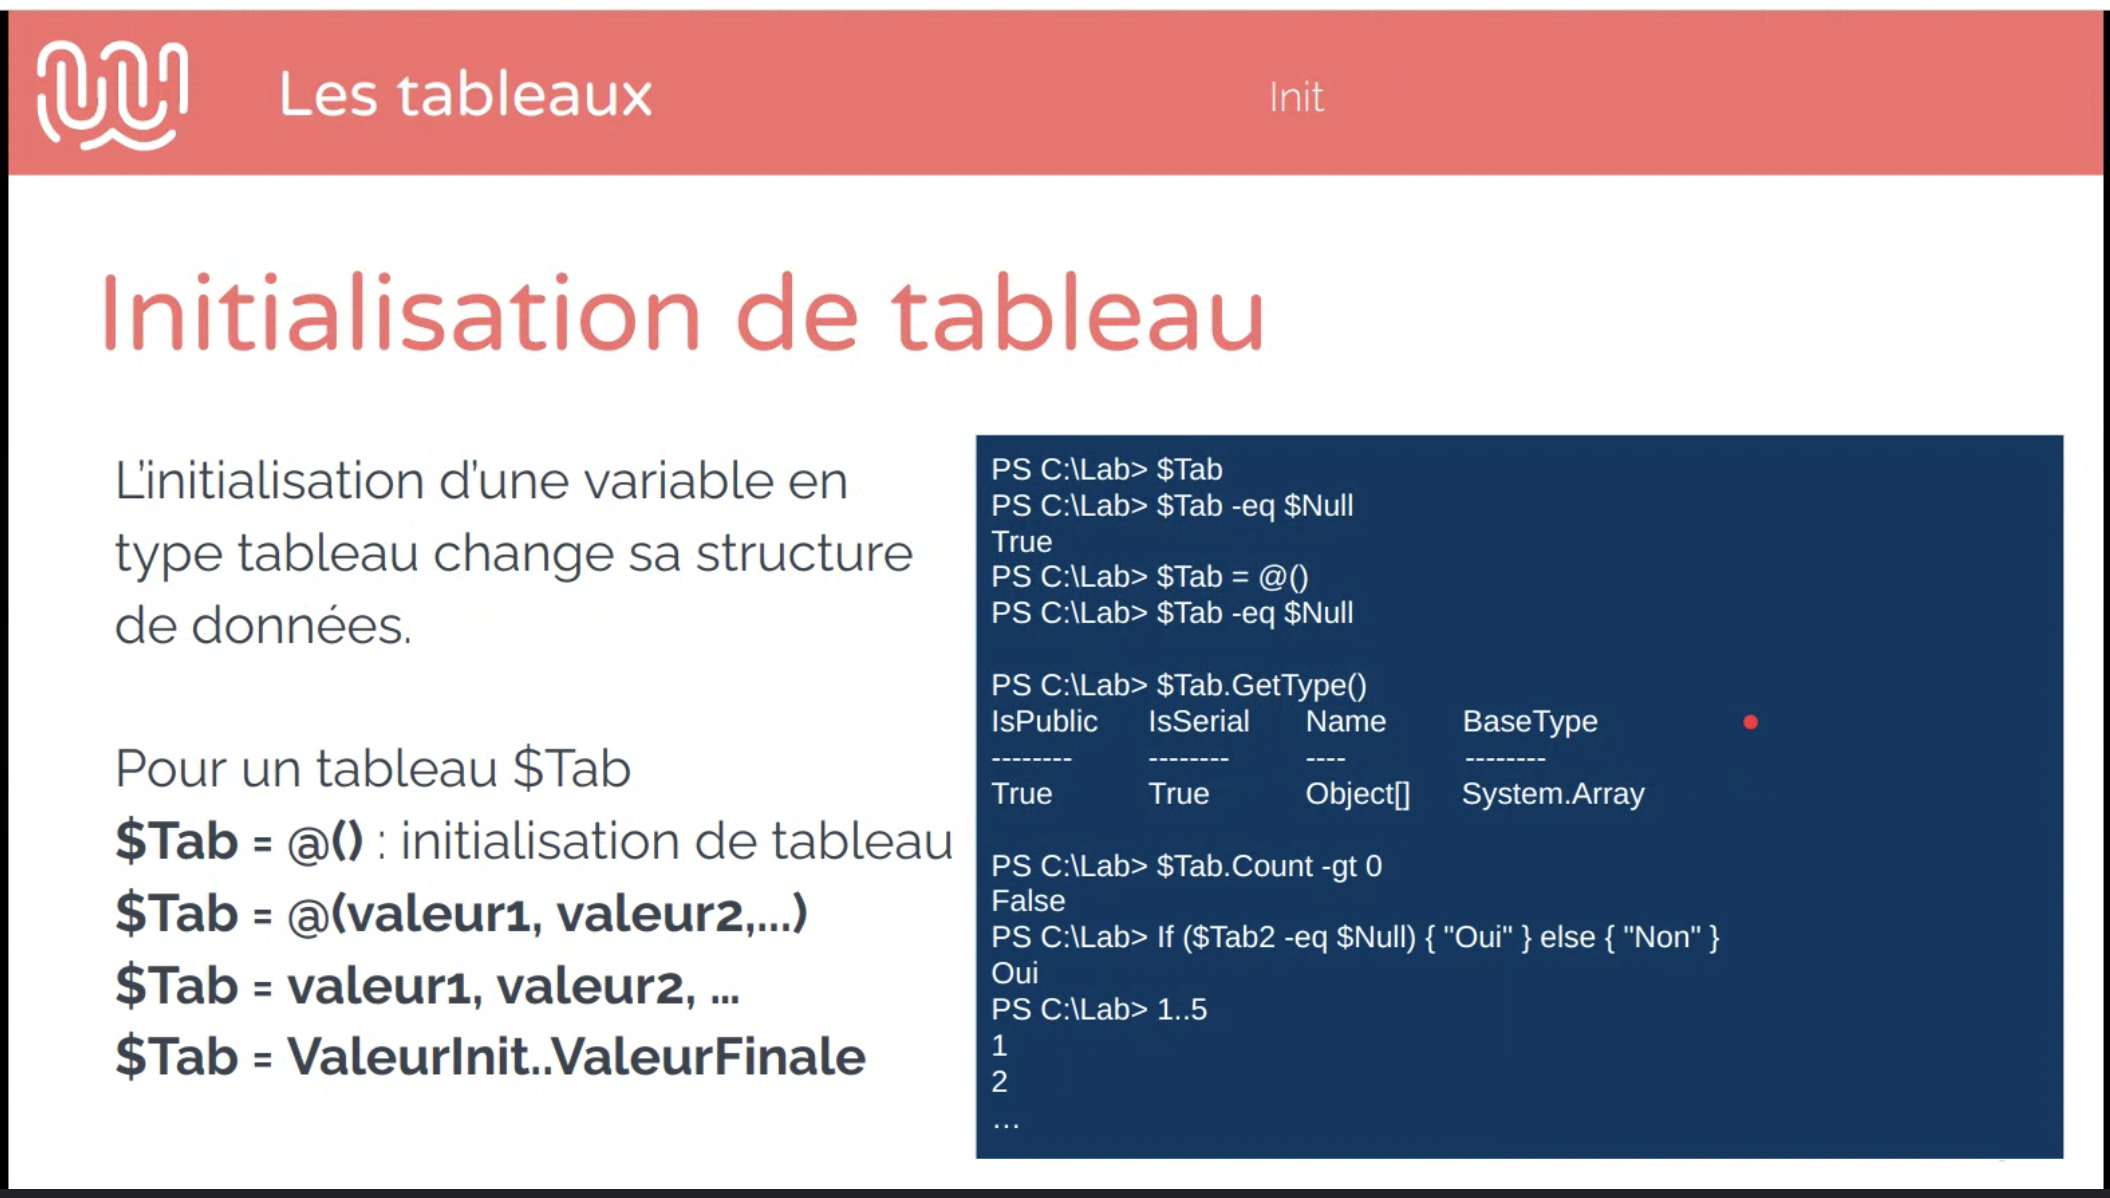 Les tableaux
Init
Initialisation de tableau
L'initialisation d'une variable en
type tableau change sa structure
de données.
Pour un tableau $Tab
$Tab = @() : initialisation de tableau
$Tab = @(valeur1, valeur2,...)
$Tab = valeur1, valeur2, ...
$Tab = ValeurInit..ValeurFinale
PS C:\Lab> $Tab
PS C:\Lab> $Tab -eq $Null
True
PS C:\Lab> $Tab = @()
PS C:\Lab> $Tab -eq $Null
PS C:\Lab> $Tab.GetType()
IsPublic IsSerial Name BaseType
-------- -------- ---- --------
True True Object[] System.Array
PS C:\Lab> $Tab.Count -gt 0
False
PS C:\Lab> If ($Tab2 -eq $Null) { "Oui" } else { "Non" }
Oui
PS C:\Lab> 1..5
1
2
...